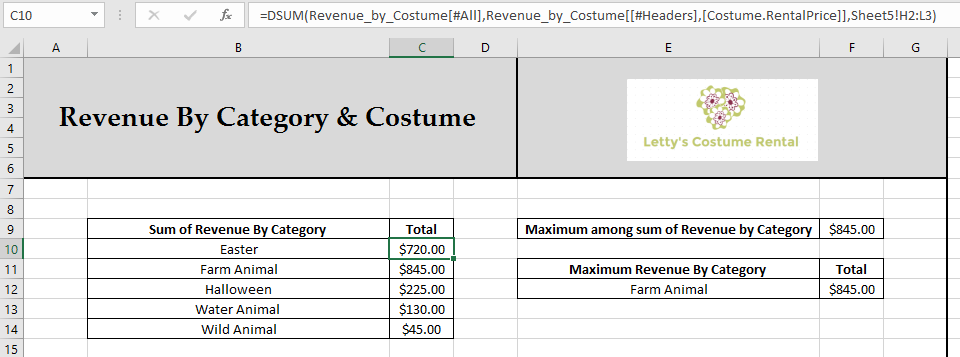 C10 =DSUM(Revenue_by_Costume[#All],Revenue_by_Costume[[#Headers],[Costume.RentalPrice]],Sheet5!H2:L3)
A B C D E F G
1
2
3
4
5
6
Revenue By Category & Costume
Letty's Costume Rental
7
8
9 Sum of Revenue By Category Total Maximum among sum of Revenue by Category $845.00
10 Easter $720.00
11 Farm Animal $845.00 Maximum Revenue By Category Total
12 Halloween $225.00 Farm Animal $845.00
13 Water Animal $130.00
14 Wild Animal $45.00
15